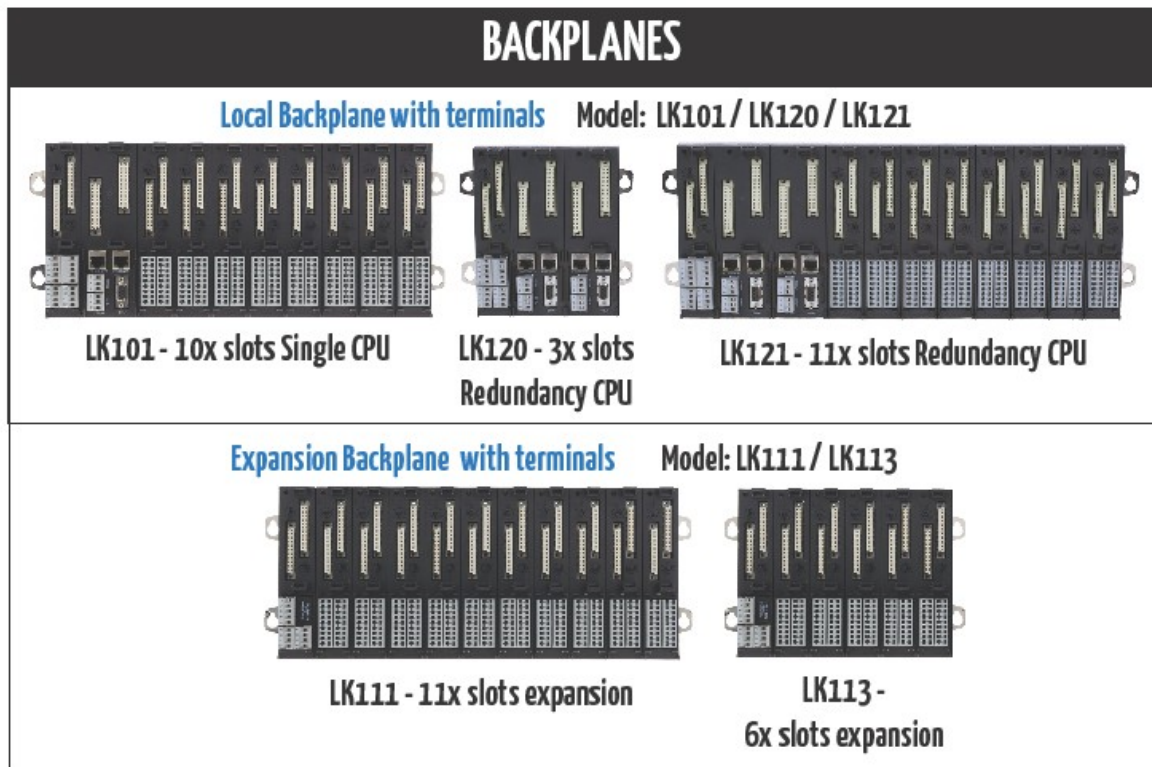 BACKPLANES
Local Backplane with terminals Model: LK101 / LK120 / LK121
LK101 - 10x slots Single CPU
LK120 - 3x slots
Redundancy CPU
LK121 - 11x slots Redundancy CPU
Expansion Backplane with terminals Model: LK111 / LK113
LK111 - 11x slots expansion
LK113 -
6x slots expansion